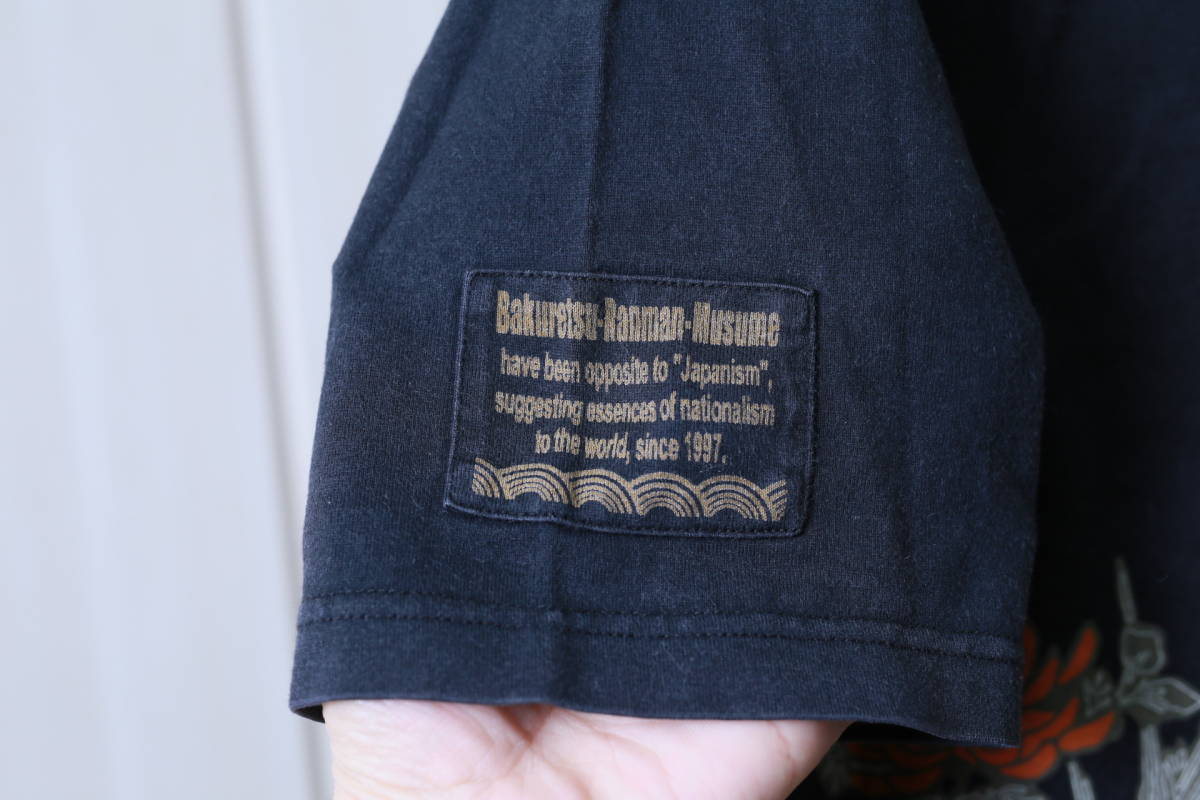 Bakuretsu-Ranman-Musume
have been opposite to "Japanism",
suggesting essences of nationalism
to the world, since 1997.